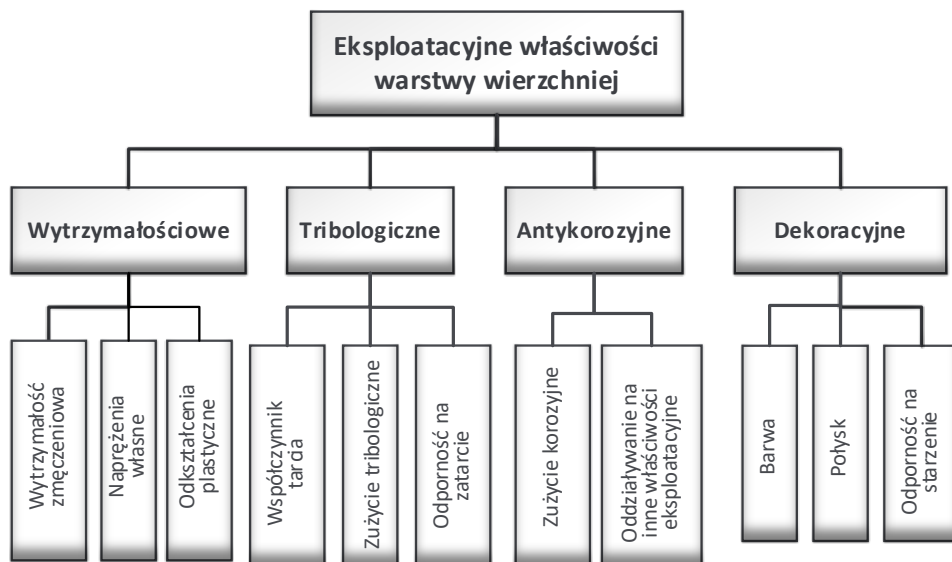 Eksploatacyjne właściwości
warstwy wierzchniej
Wytrzymałościowe
Tribologiczne
Antykorozyjne
Dekoracyjne
Wytrzymałość
zmęczeniowa
Naprężenia
własne
Odkształcenia
plastyczne
Współczynnik
tarcia
Zużycie tribologiczne
Odporność na
zatarcie
Zużycie korozyjne
Oddziaływanie na
inne właściwości
eksploatacyjne
Barwa
Połysk
Odporność na
starzenie